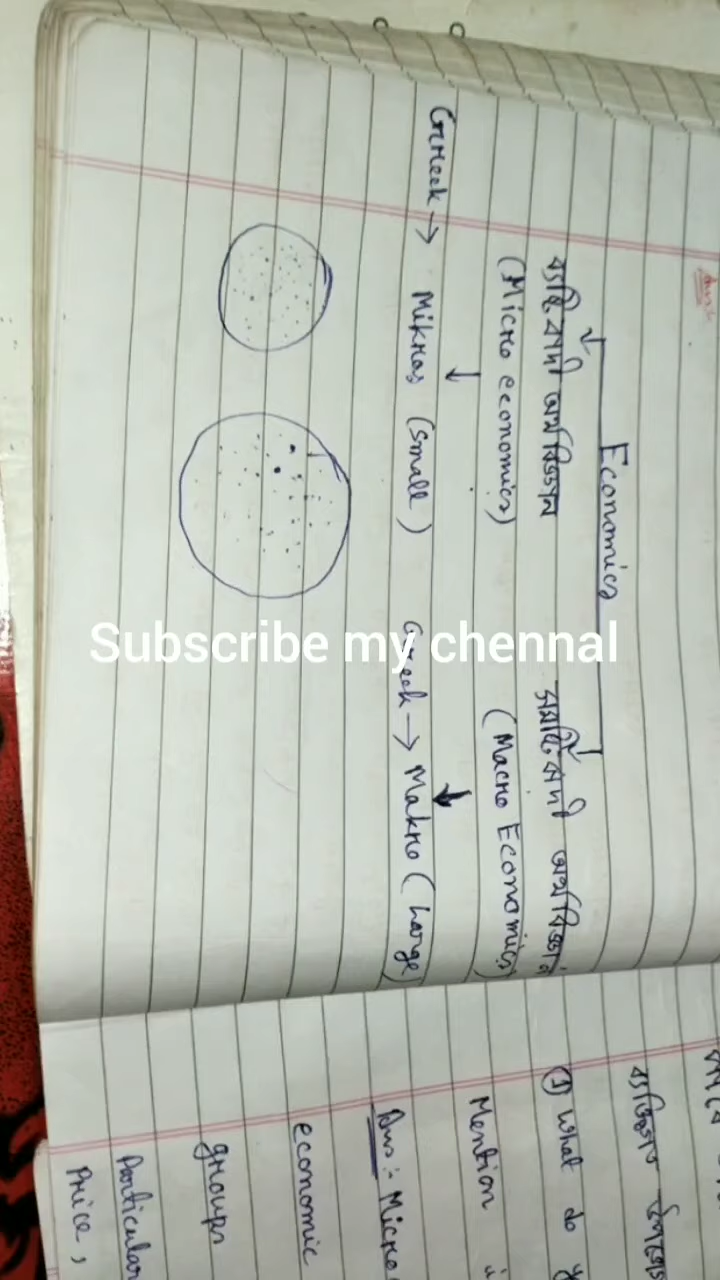 Ans:
Economics
ব্যষ্টিবাদী অর্থবিজ্ঞান
সমষ্টিবাদী অর্থবিজ্ঞান
(Micro economics)
(Macro Economics)
Greek → Mikros (small)
Greek → Makro (Large)
Subscribe my chennal
① What do y
Mention
Ans :- Micro
economic
groups
Particular
Price,